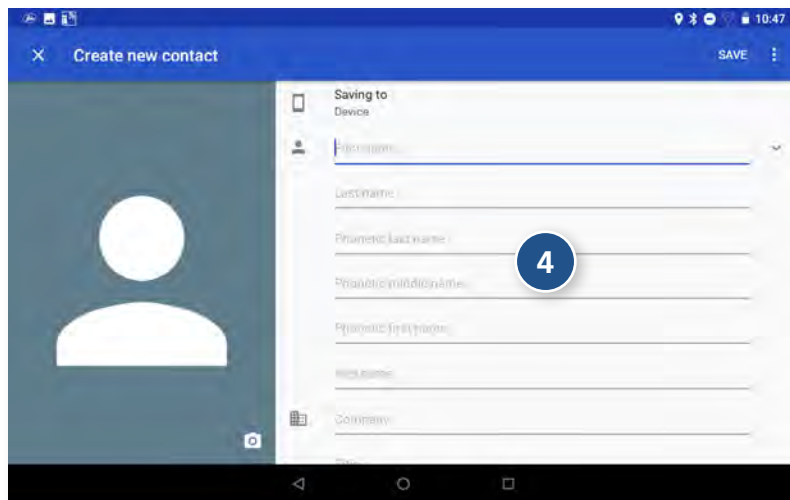 10:47
Create new contact
SAVE
Saving to
Device
First name
Last name
Phonetic last name
Phonetic middle name
Phonetic first name
Nickname
Company
4